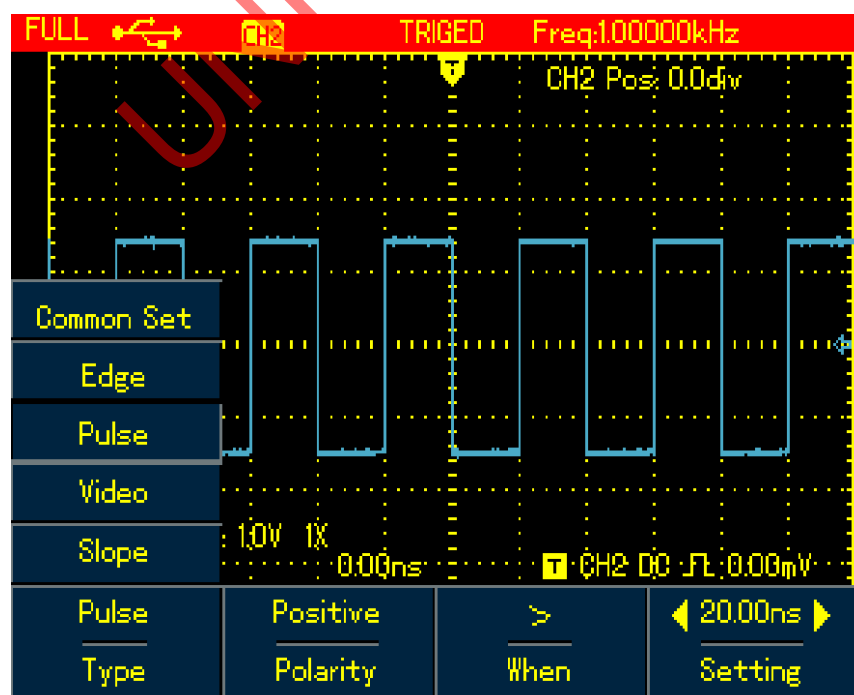 FULL CH2 TRIGED Freq:1.00000kHz
T
CH2 Pos: 0.0div
Common Set
Edge
Pulse
Video
Slope
: 1.0V 1X
0.00ns T CH2 DC 0.00mV
Pulse Positive > 20.00ns
Type Polarity When Setting